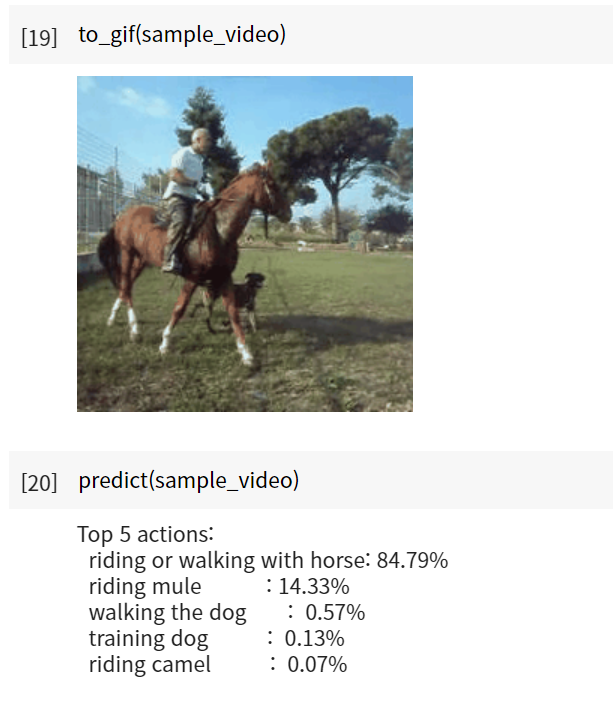 [19] to_gif(sample_video)
[20] predict(sample_video)
Top 5 actions:
riding or walking with horse: 84.79%
riding mule : 14.33%
walking the dog : 0.57%
training dog : 0.13%
riding camel : 0.07%